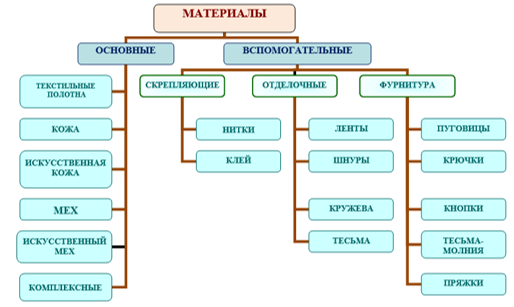 МАТЕРИАЛЫ
ОСНОВНЫЕ
ВСПОМОГАТЕЛЬНЫЕ
ТЕКСТИЛЬНЫЕ
ПОЛОТНА
КОЖА
ИСКУССТВЕННАЯ
КОЖА
МЕХ
ИСКУССТВЕННЫЙ
МЕХ
КОМПЛЕКСНЫЕ
СКРЕПЛЯЮЩИЕ
НИТКИ
КЛЕЙ
ОТДЕЛОЧНЫЕ
ЛЕНТЫ
ШНУРЫ
КРУЖЕВА
ТЕСЬМА
ФУРНИТУРА
ПУГОВИЦЫ
КРЮЧКИ
КНОПКИ
ТЕСЬМА-
МОЛНИЯ
ПРЯЖКИ